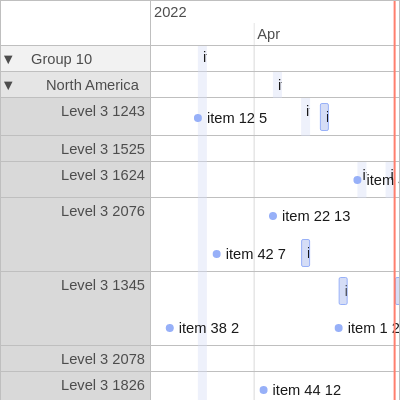 2022
Apr
▼ Group 10
▼ North America
Level 3 1243
item 12 5
Level 3 1525
Level 3 1624
item
Level 3 2076
item 22 13
item 42 7
Level 3 1345
item 38 2
item 1 2
Level 3 2078
Level 3 1826
item 44 12